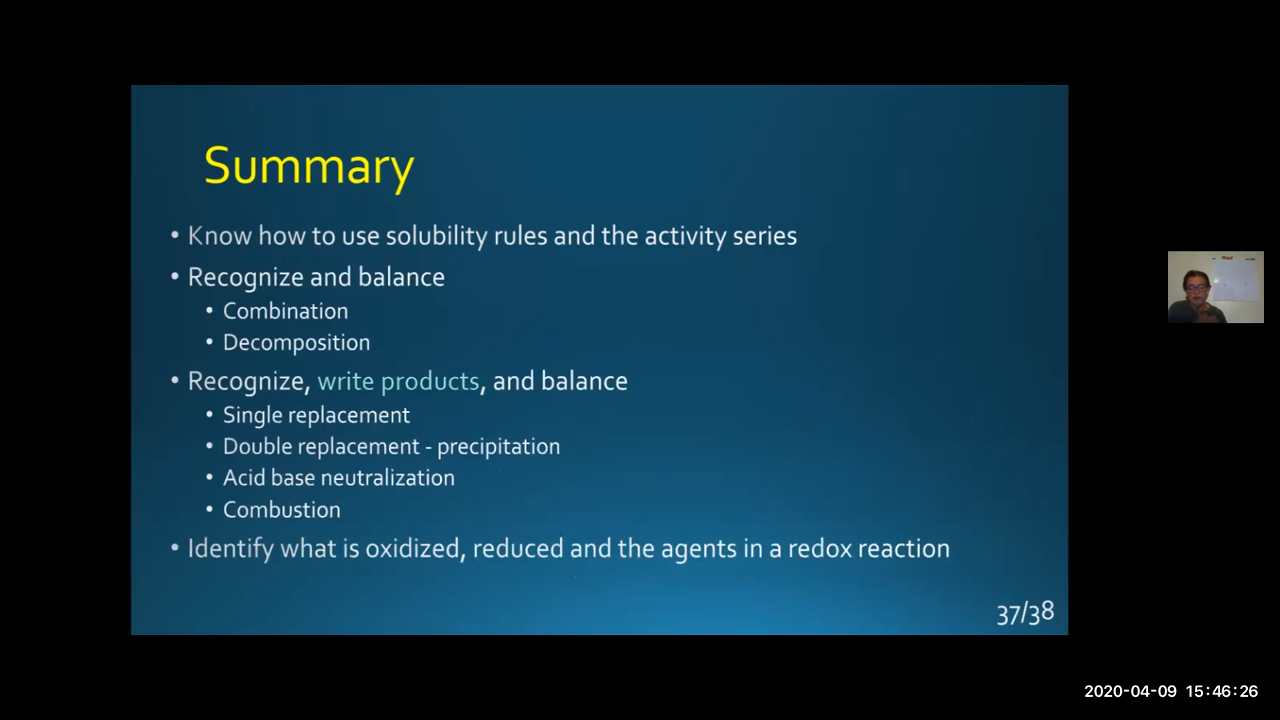 Summary
• Know how to use solubility rules and the activity series
• Recognize and balance
• Combination
• Decomposition
• Recognize, write products, and balance
• Single replacement
• Double replacement - precipitation
• Acid base neutralization
• Combustion
• Identify what is oxidized, reduced and the agents in a redox reaction
37/38
2020-04-09 15:46:26